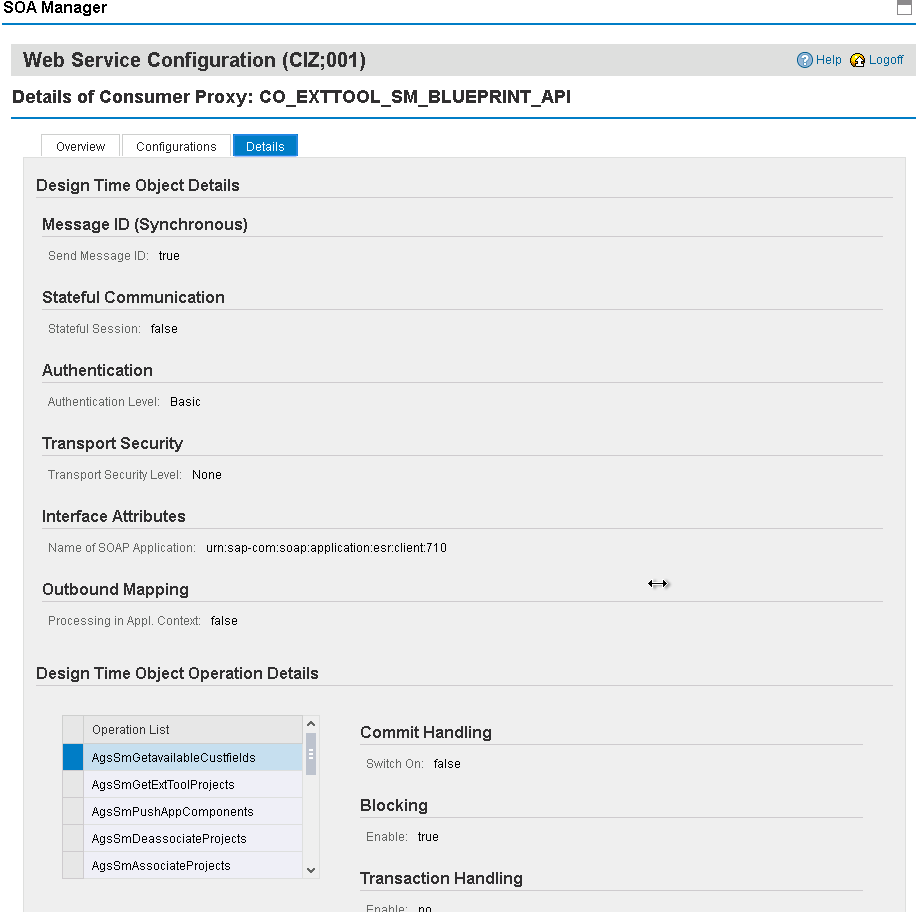 SOA Manager
Web Service Configuration (CIZ;001)
Help Logoff
Details of Consumer Proxy: CO_EXTTOOL_SM_BLUEPRINT_API
Overview Configurations Details
Design Time Object Details
Message ID (Synchronous)
Send Message ID: true
Stateful Communication
Stateful Session: false
Authentication
Authentication Level: Basic
Transport Security
Transport Security Level: None
Interface Attributes
Name of SOAP Application: urn:sap-com:soap:application:esr:client:710
Outbound Mapping
Processing in Appl. Context: false
Design Time Object Operation Details
Operation List
AgsSmGetavailableCustfields
AgsSmGetExtToolProjects
AgsSmPushAppComponents
AgsSmDeassociateProjects
AgsSmAssociateProjects
Commit Handling
Switch On: false
Blocking
Enable: true
Transaction Handling
Enable: no